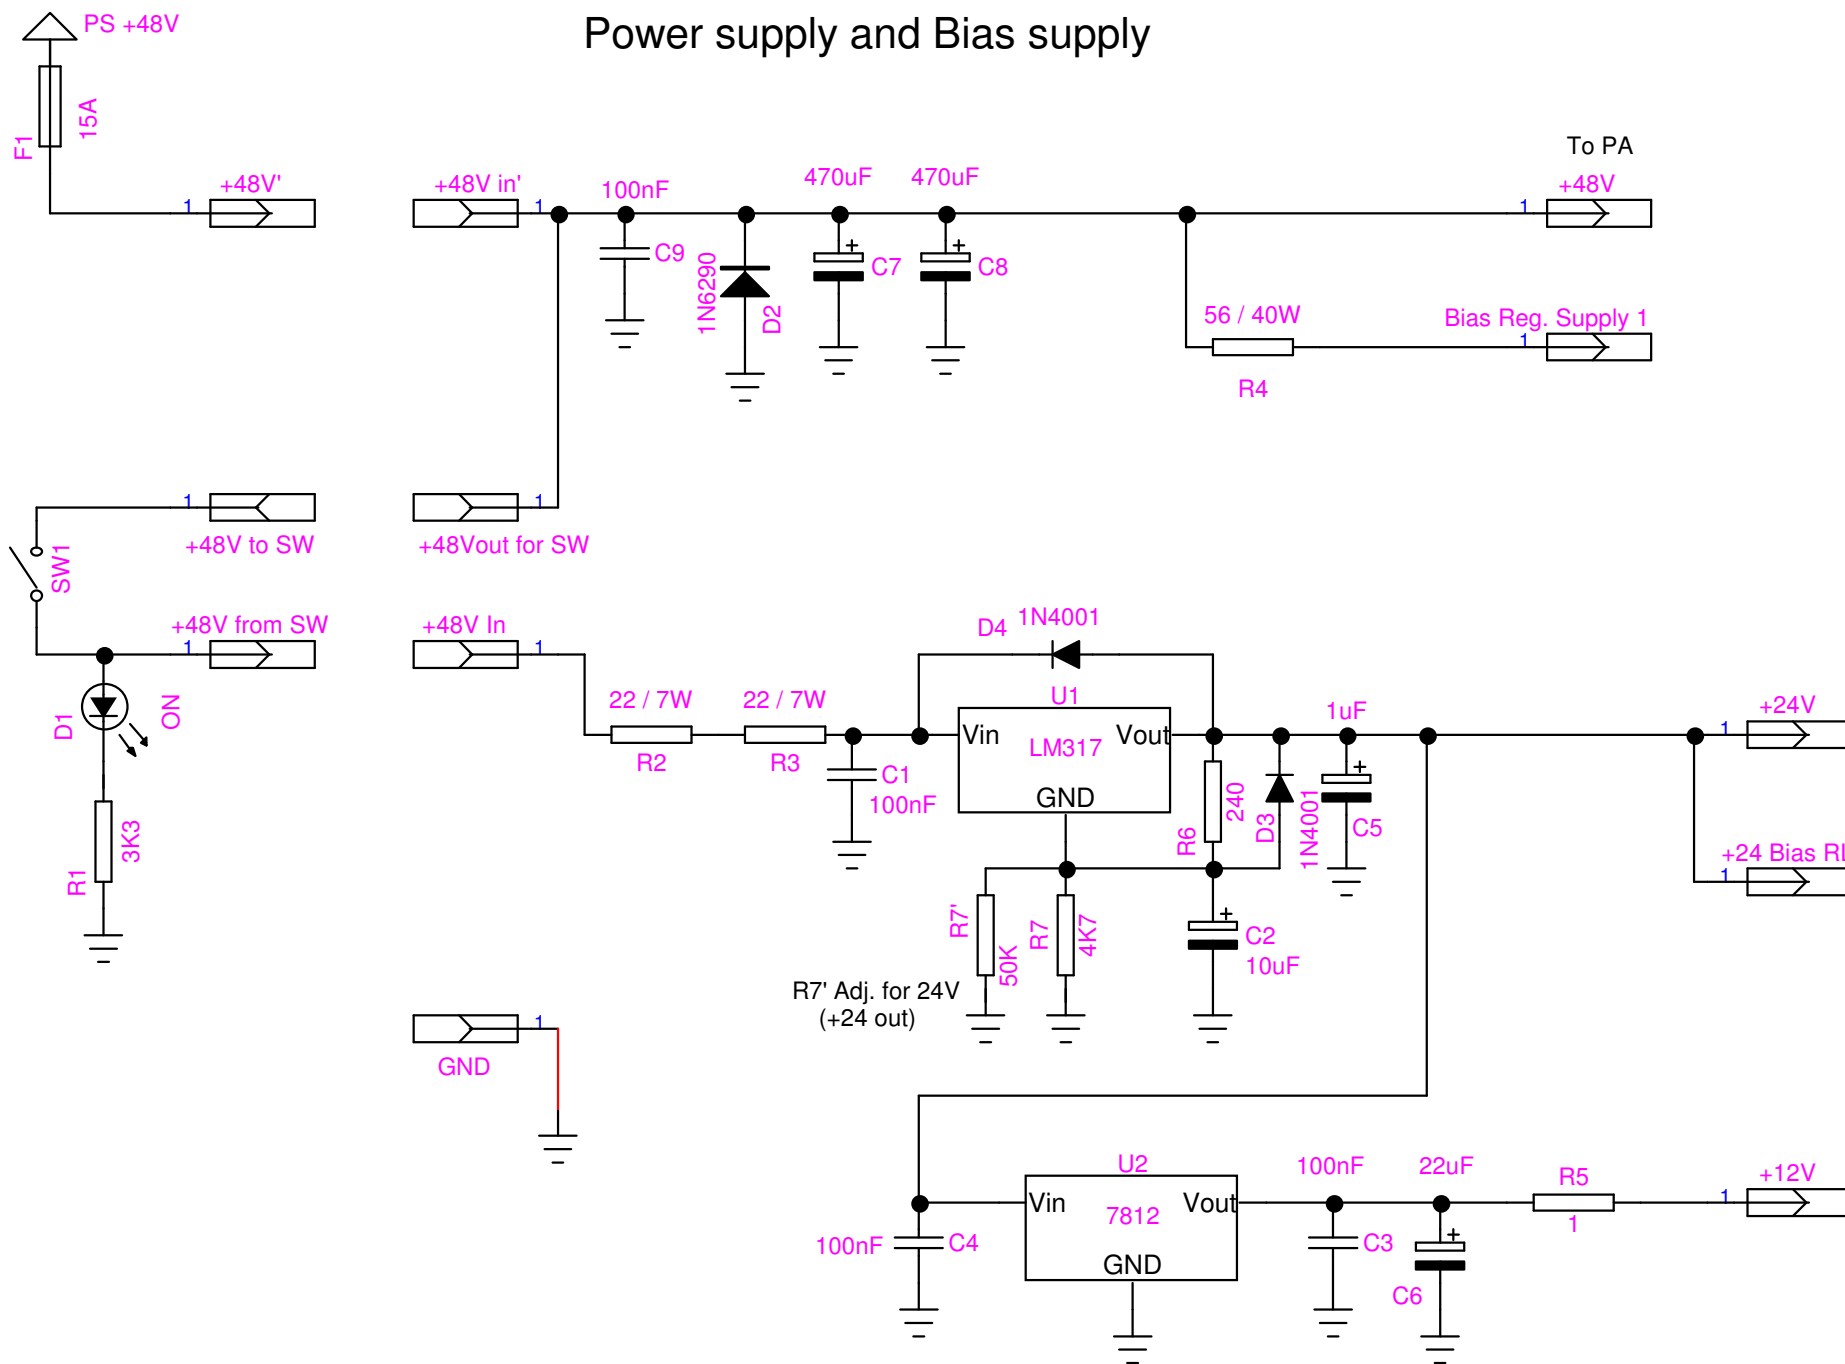 Power supply and Bias supply
PS +48V
F1
15A
+48V'
1
+48V in'
1
100nF
C9
1N6290
D2
470uF
C7
470uF
C8
To PA
+48V
1
56 / 40W
R4
Bias Reg. Supply 1
1
1
+48V to SW
1
+48Vout for SW
SW1
+48V from SW
1
+48V In
1
D1
ON
R1
3K3
22 / 7W
R2
22 / 7W
R3
C1
100nF
D4
1N4001
U1
Vin
LM317
Vout
GND
R6
240
D3
1N4001
1uF
C5
+24V
1
+24 Bias RL
1
R7'
50K
R7
4K7
C2
10uF
R7' Adj. for 24V
(+24 out)
1
GND
U2
Vin
7812
Vout
GND
100nF
C4
100nF
C3
22uF
C6
R5
1
+12V
1